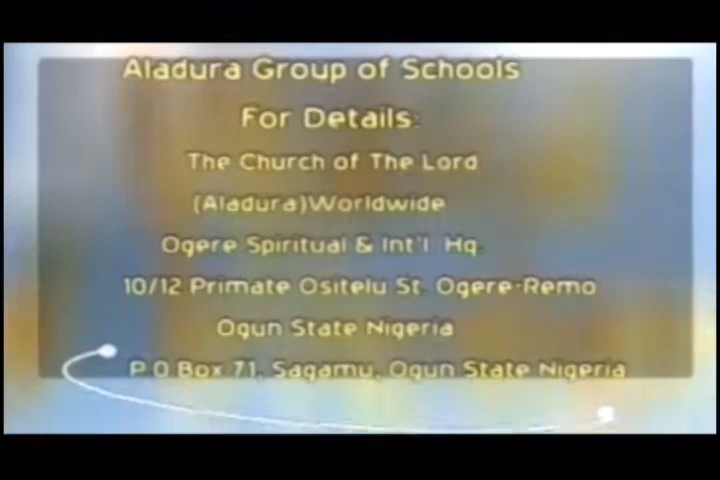 Aladura Group of Schools
For Details:
The Church of The Lord
(Aladura)Worldwide
Ogere Spiritual & Int'l Hq.
10/12 Primate Ositelu St. Ogere-Remo
Ogun State Nigeria
P O Box 71, Sagamu, Ogun State Nigeria